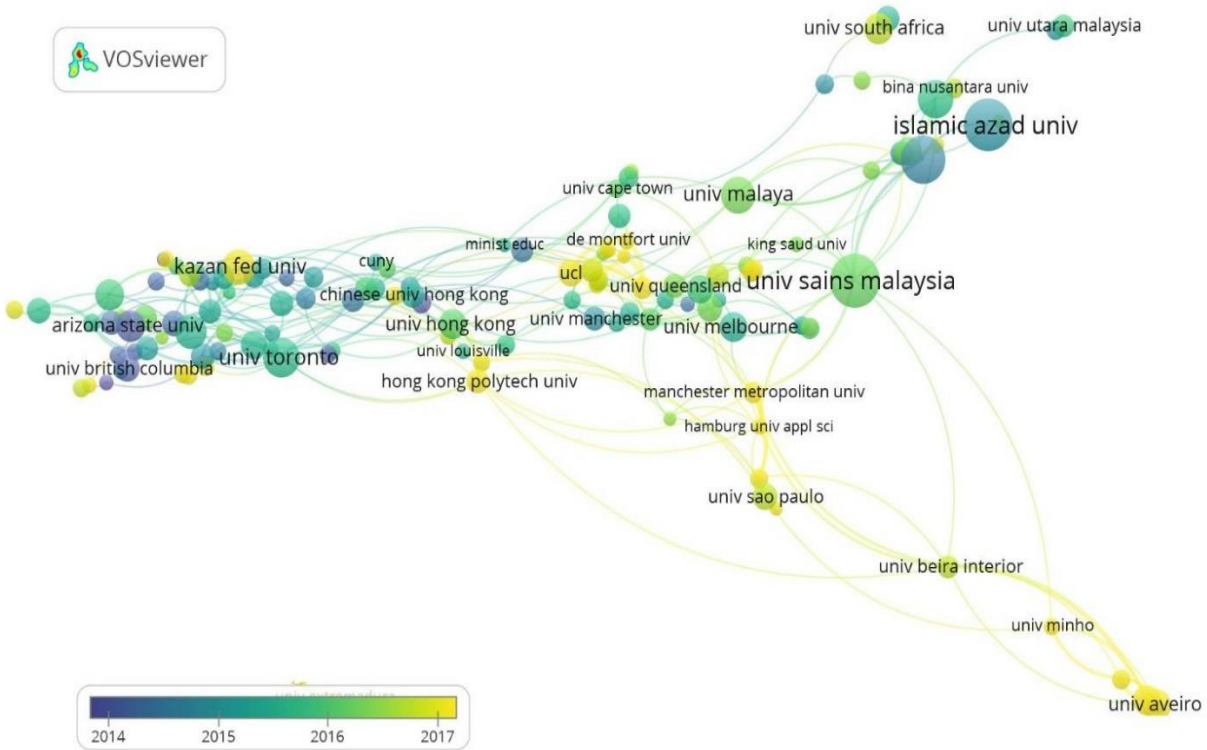 univ south africa
univ utara malaysia
VOSviewer
bina nusantara univ
islamic azad univ
univ cape town
univ malaya
minist educ
de montfort univ
king saud univ
cuny
kazan fed univ
ucl
univ queensland
univ sains malaysia
chinese univ hong kong
arizona state univ
univ hong kong
univ manchester
univ melbourne
univ louisville
univ toronto
univ british columbia
hong kong polytech univ
manchester metropolitan univ
hamburg univ appl sci
univ sao paulo
univ beira interior
univ minho
univ extremadura
univ aveiro
2014 2015 2016 2017